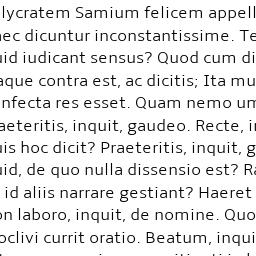 lycratem Samium felicem appell
nec dicuntur inconstantissime. Te
uid iudicant sensus? Quod cum di
aque contra est, ac dicitis; Ita mu
nfecta res esset. Quam nemo um
aeteritis, inquit, gaudeo. Recte, i
uis hoc dicit? Praeteritis, inquit, g
uid, de quo nulla dissensio est? Ra
id aliis narrare gestiant? Haeret
on laboro, inquit, de nomine. Quo
oclivi currit oratio. Beatum, inqui